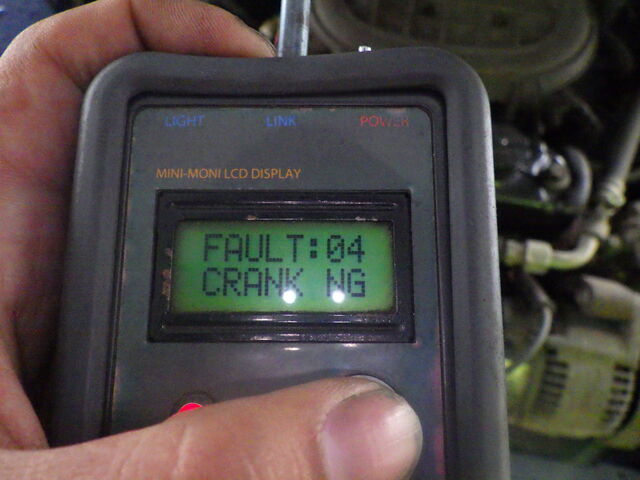 LIGHT LINK POWER
MINI-MONI LCD DISPLAY
FAULT:04
CRANK NG